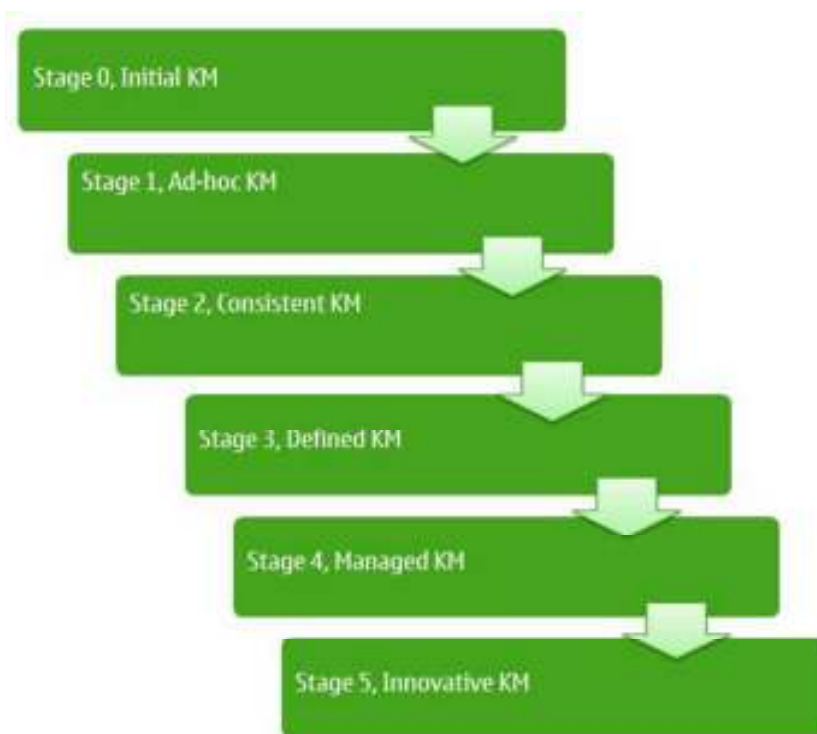 Stage 0, Initial KM
Stage 1, Ad-hoc KM
Stage 2, Consistent KM
Stage 3, Defined KM
Stage 4, Managed KM
Stage 5, Innovative KM